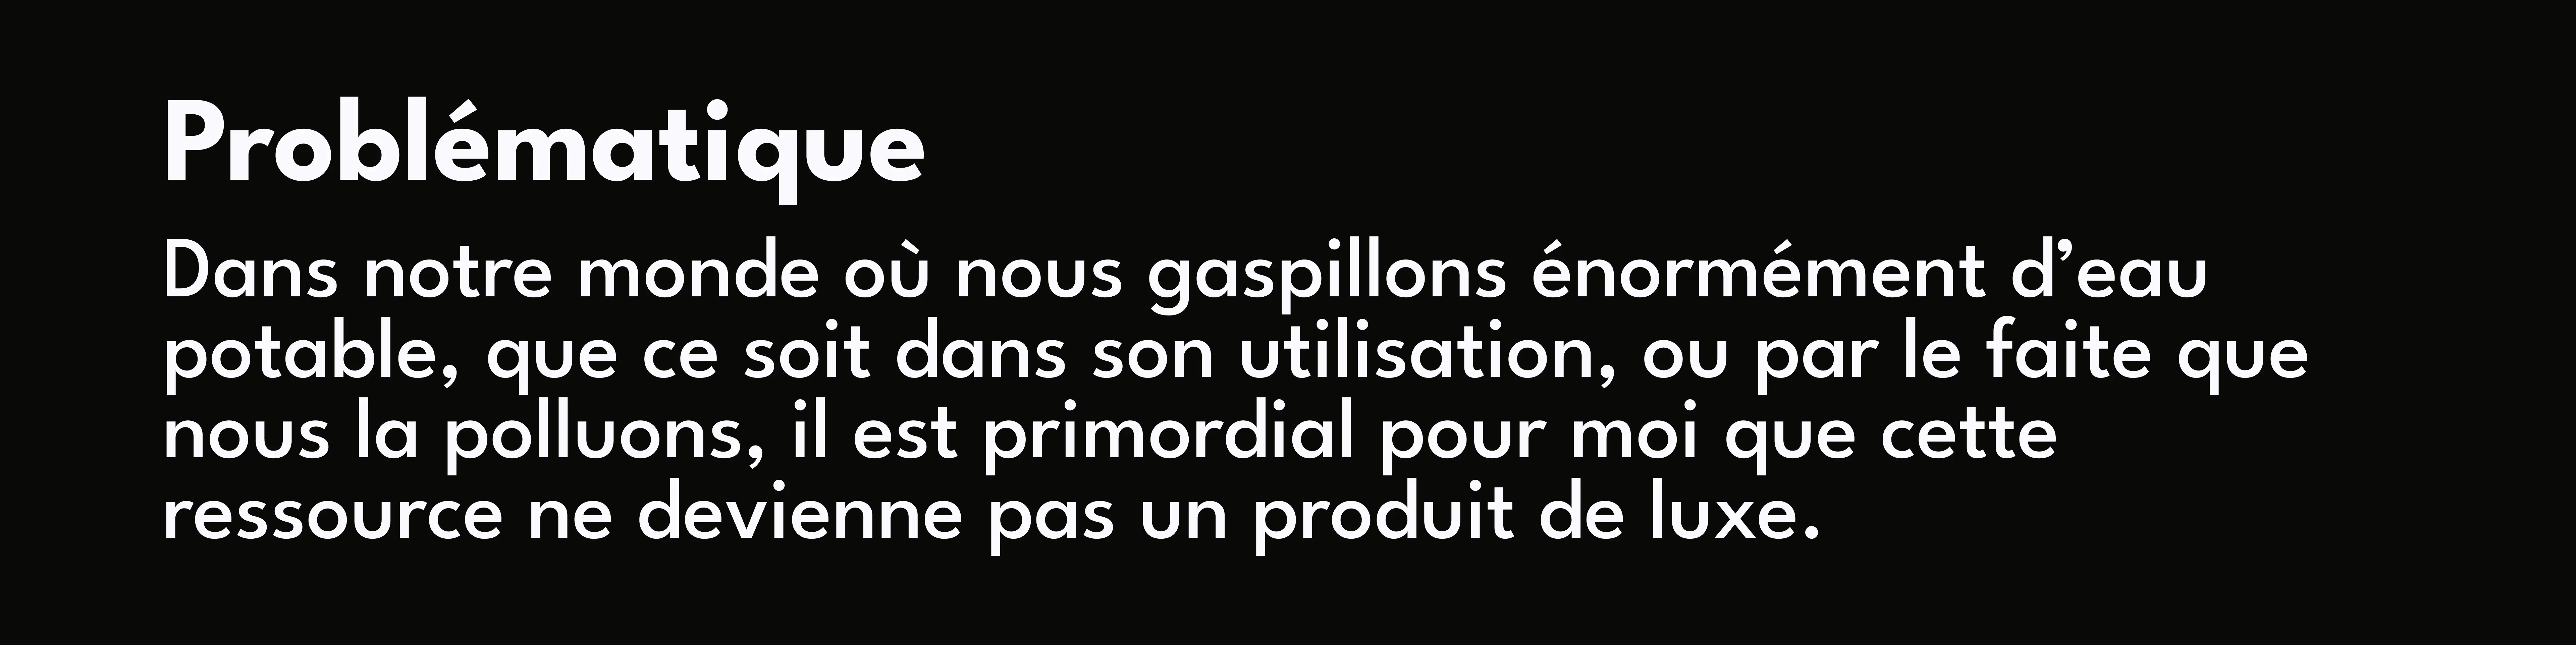 Problématique
Dans notre monde où nous gaspillons énormément d’eau
potable, que ce soit dans son utilisation, ou par le faite que
nous la polluons, il est primordial pour moi que cette
ressource ne devienne pas un produit de luxe.